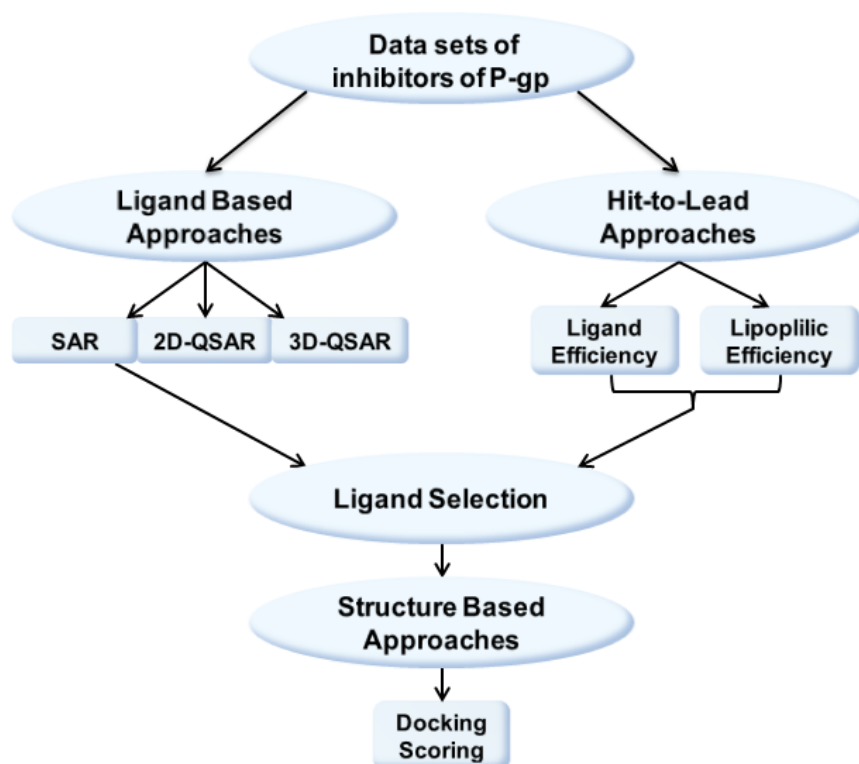 Data sets of
inhibitors of P-gp
Ligand Based
Approaches
Hit-to-Lead
Approaches
SAR
2D-QSAR
3D-QSAR
Ligand
Efficiency
Lipoplilic
Efficiency
Ligand Selection
Structure Based
Approaches
Docking
Scoring